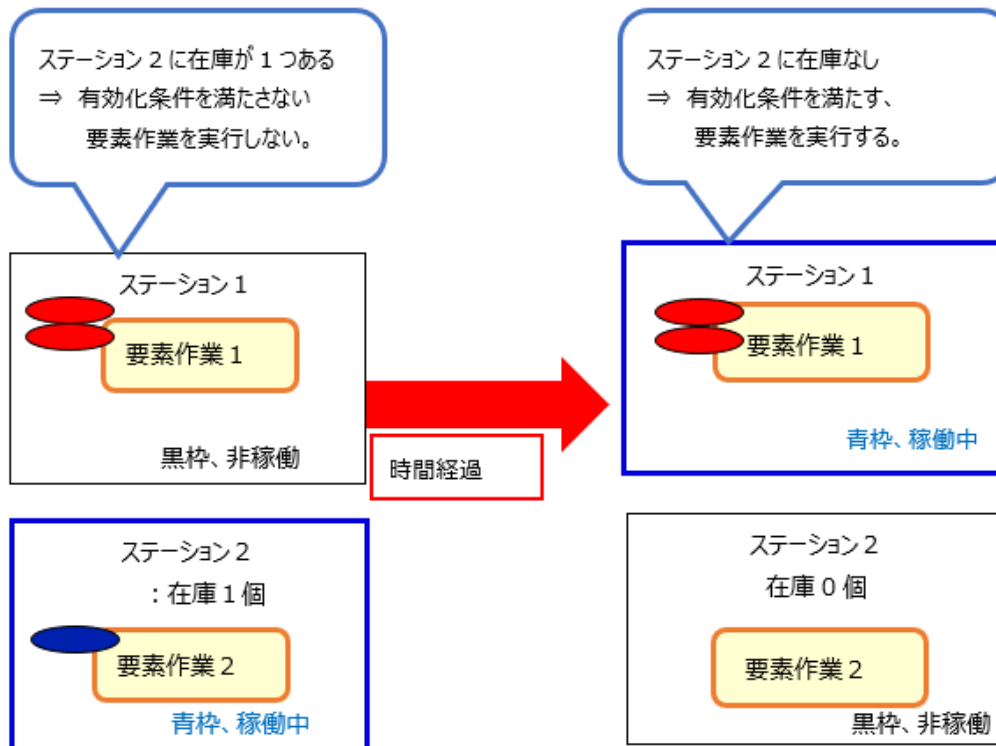 ステーション２に在庫が１つある
⇒ 有効化条件を満たさない
要素作業を実行しない。
ステーション２に在庫なし
⇒ 有効化条件を満たす、
要素作業を実行する。
ステーション１
要素作業１
黒枠、非稼働
時間経過
ステーション１
要素作業１
青枠、稼働中
ステーション２
：在庫１個
要素作業２
青枠、稼働中
ステーション２
在庫０個
要素作業２
黒枠、非稼働